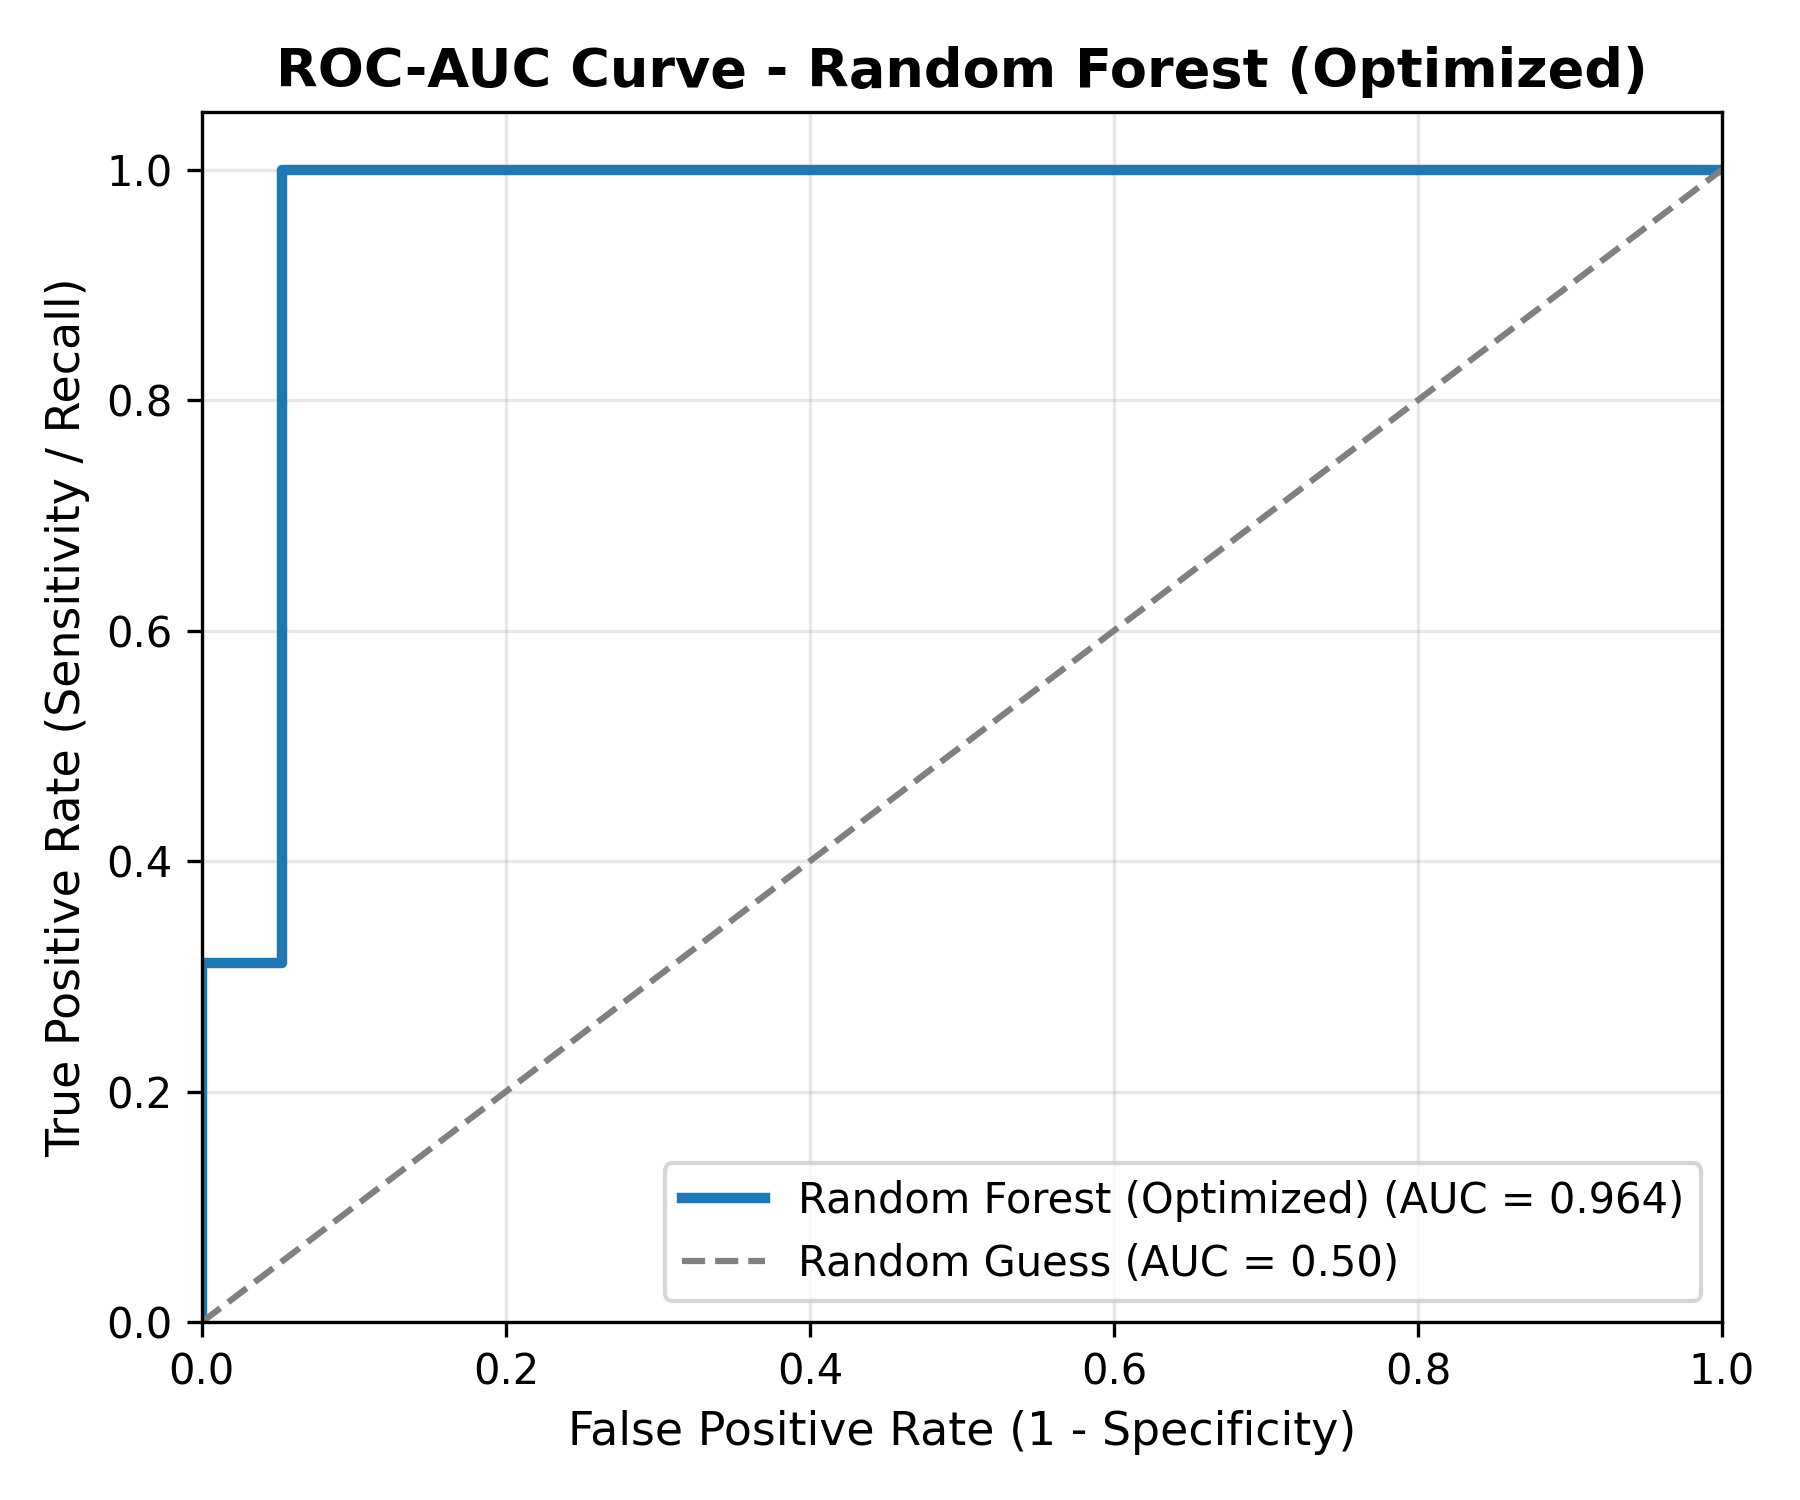 ROC-AUC Curve - Random Forest (Optimized)
True Positive Rate (Sensitivity / Recall)
1.0
0.8
0.6
0.4
0.2
0.0
Random Forest (Optimized) (AUC = 0.964)
Random Guess (AUC = 0.50)
0.0 0.2 0.4 0.6 0.8 1.0
False Positive Rate (1 - Specificity)